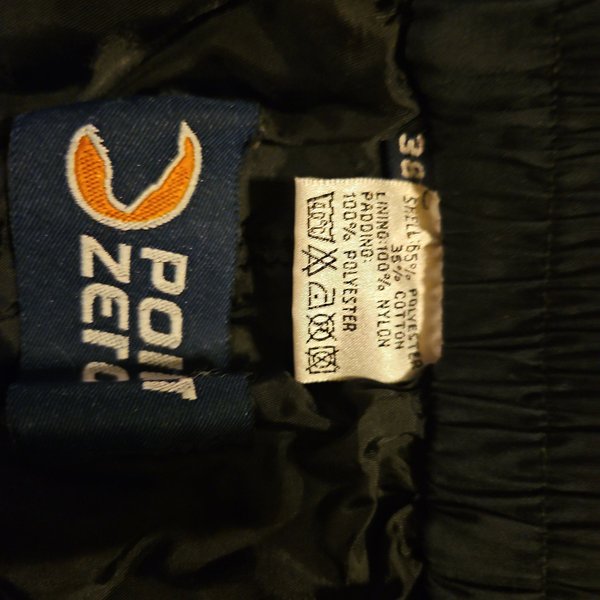 SHELL:65% POLYESTER
35% COTTON
LINING:100% NYLON
PADDING:
100% POLYESTER
POINT
ZERO